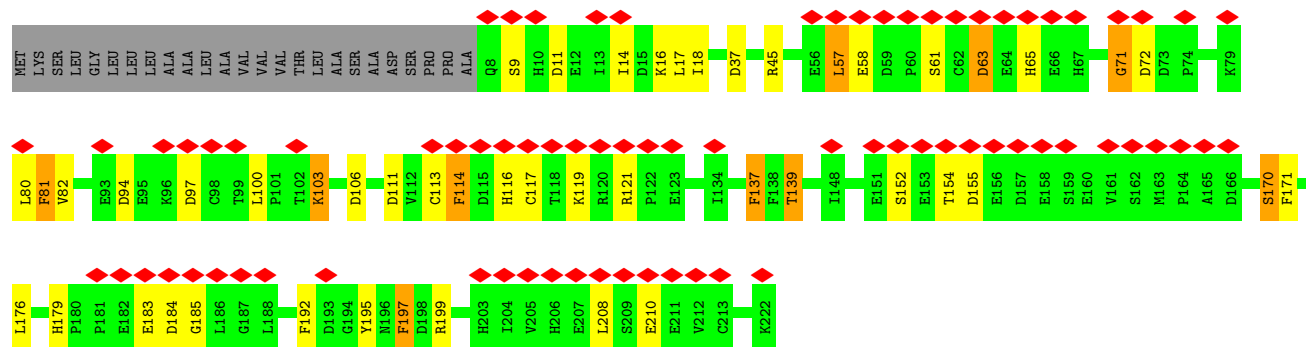 MET LYS SER LEU GLY LEU LEU LEU ALA ALA LEU ALA VAL VAL VAL THR LEU ALA SER ALA ASP SER PRO PRO ALA Q8 S9 H10 D11 E12 I13 I14 D15 K16 L17 I18 D37 R45 E56 L57 E58 D59 P60 S61 C62 D63 E64 H65 E66 H67 G71 D72 D73 P74 K79
L80 F81 V82 E93 D94 E95 K96 D97 C98 T99 L100 P101 T102 K103 D106 D111 V112 C113 F114 D115 H116 C117 T118 K119 R120 R121 P122 E123 I134 F137 F138 T139 I148 E151 S152 E153 T154 D155 E156 D157 E158 S159 E160 V161 S162 M163 P164 A165 D166 S170 F171
L176 H179 P180 P181 E182 E183 D184 G185 L186 G187 L188 F192 D193 G194 Y195 N196 F197 D198 R199 H203 I204 V205 H206 E207 L208 S209 E210 E211 V212 C213 K222